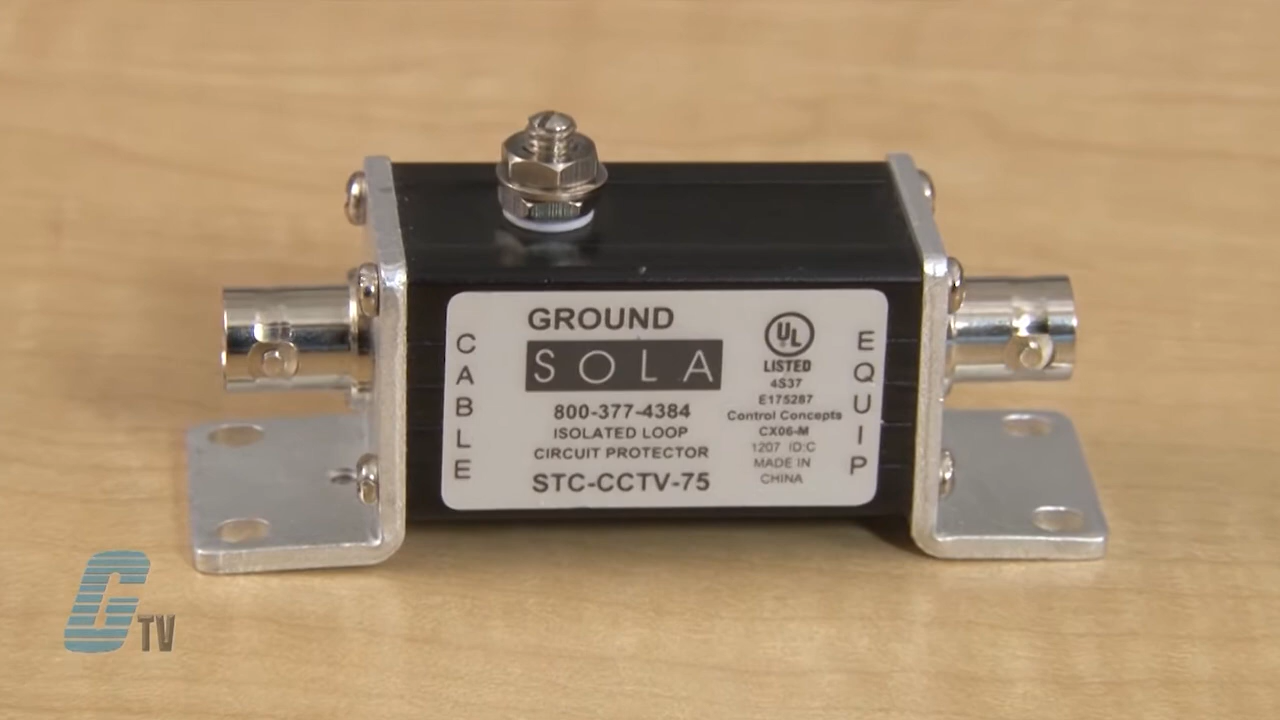 GROUND
SOLA
800-377-4384
ISOLATED LOOP
CIRCUIT PROTECTOR
STC-CCTV-75
CABLE
UL
LISTED
4S37
E175287
Control Concepts
CX06-M
1207 ID:C
MADE IN
CHINA
EQUIP
GTV